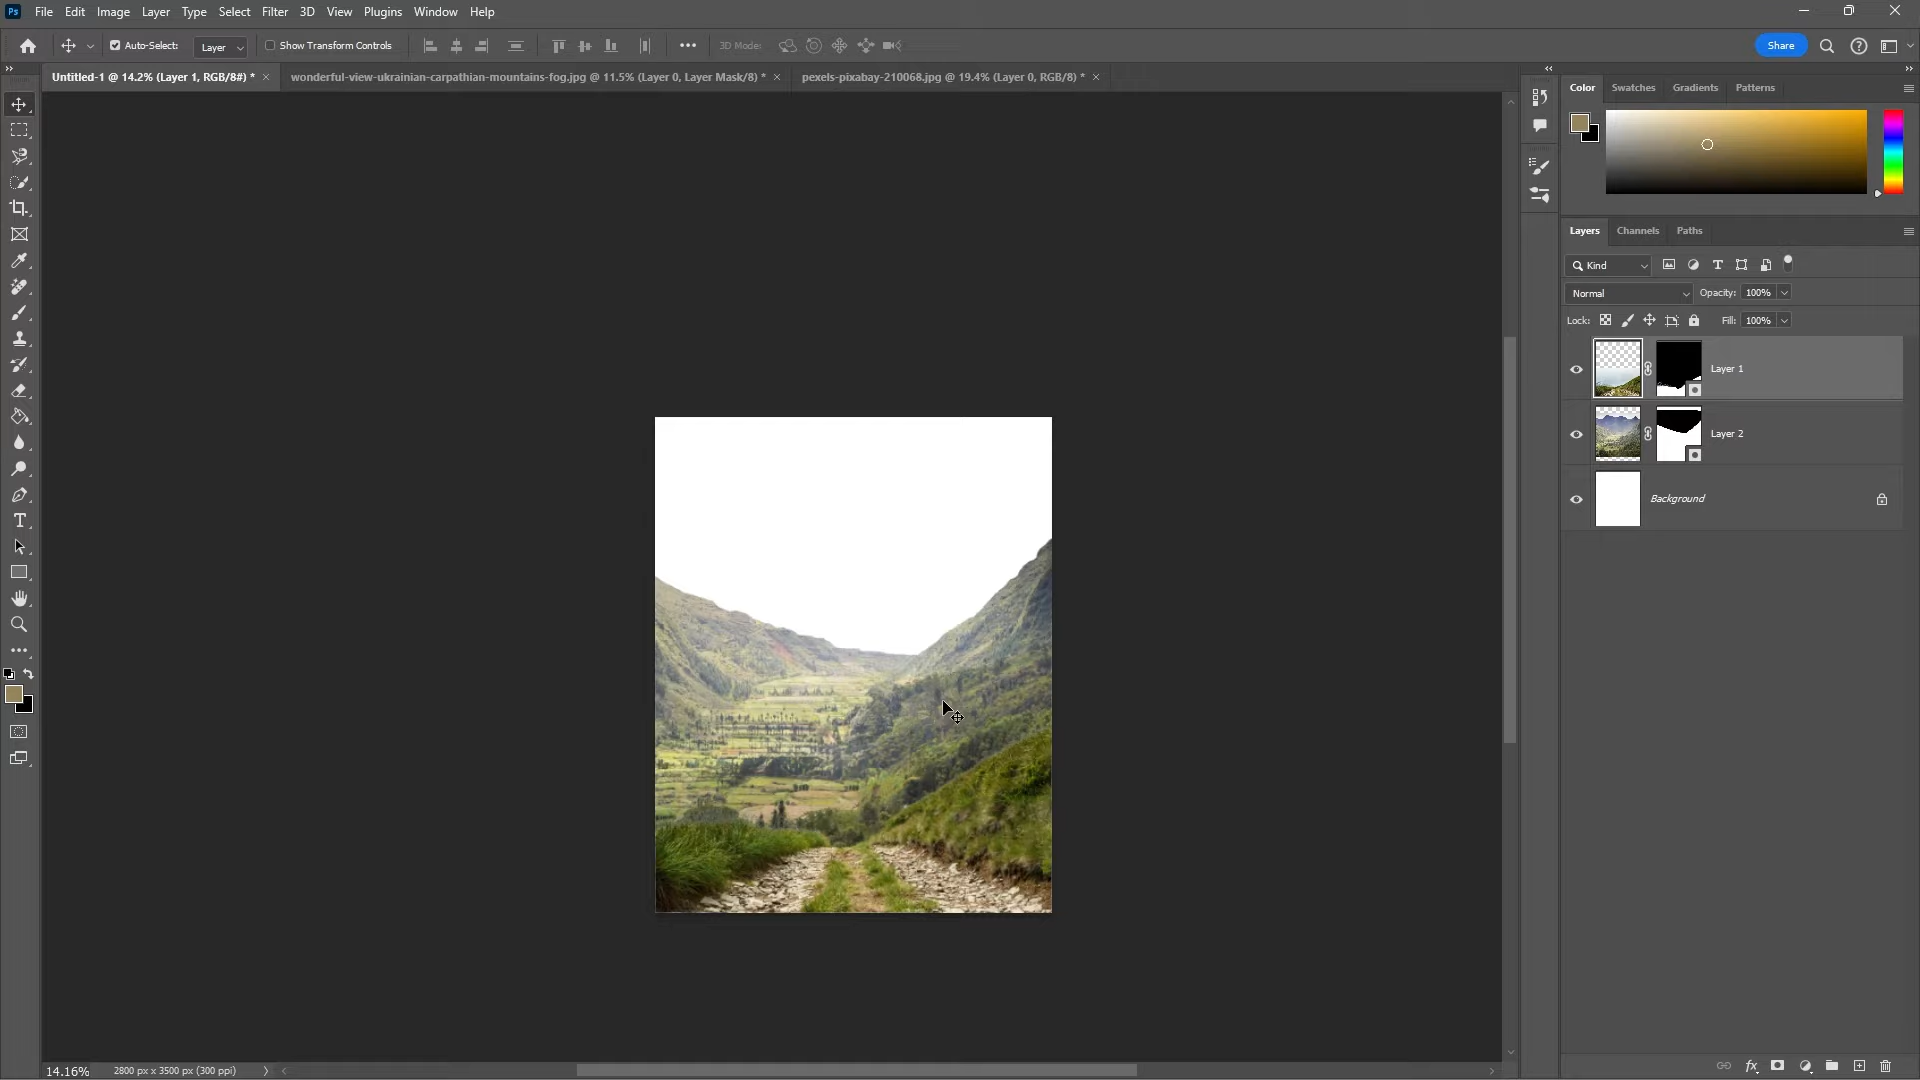 Ps File Edit Image Layer Type Select Filter 3D View Plugins Window Help
Auto-Select: Layer Show Transform Controls 3D Mode: Share
Untitled-1 @ 14.2% (Layer 1, RGB/8#) * wonderful-view-ukrainian-carpathian-mountains-fog.jpg @ 11.5% (Layer 0, Layer Mask/8) * pexels-pixabay-210068.jpg @ 19.4% (Layer 0, RGB/8) *
Color Swatches Gradients Patterns
Layers Channels Paths
Kind
Normal Opacity: 100%
Lock: Fill: 100%
Layer 1
Layer 2
Background
14.16% 2800 px x 3500 px (300 ppi)